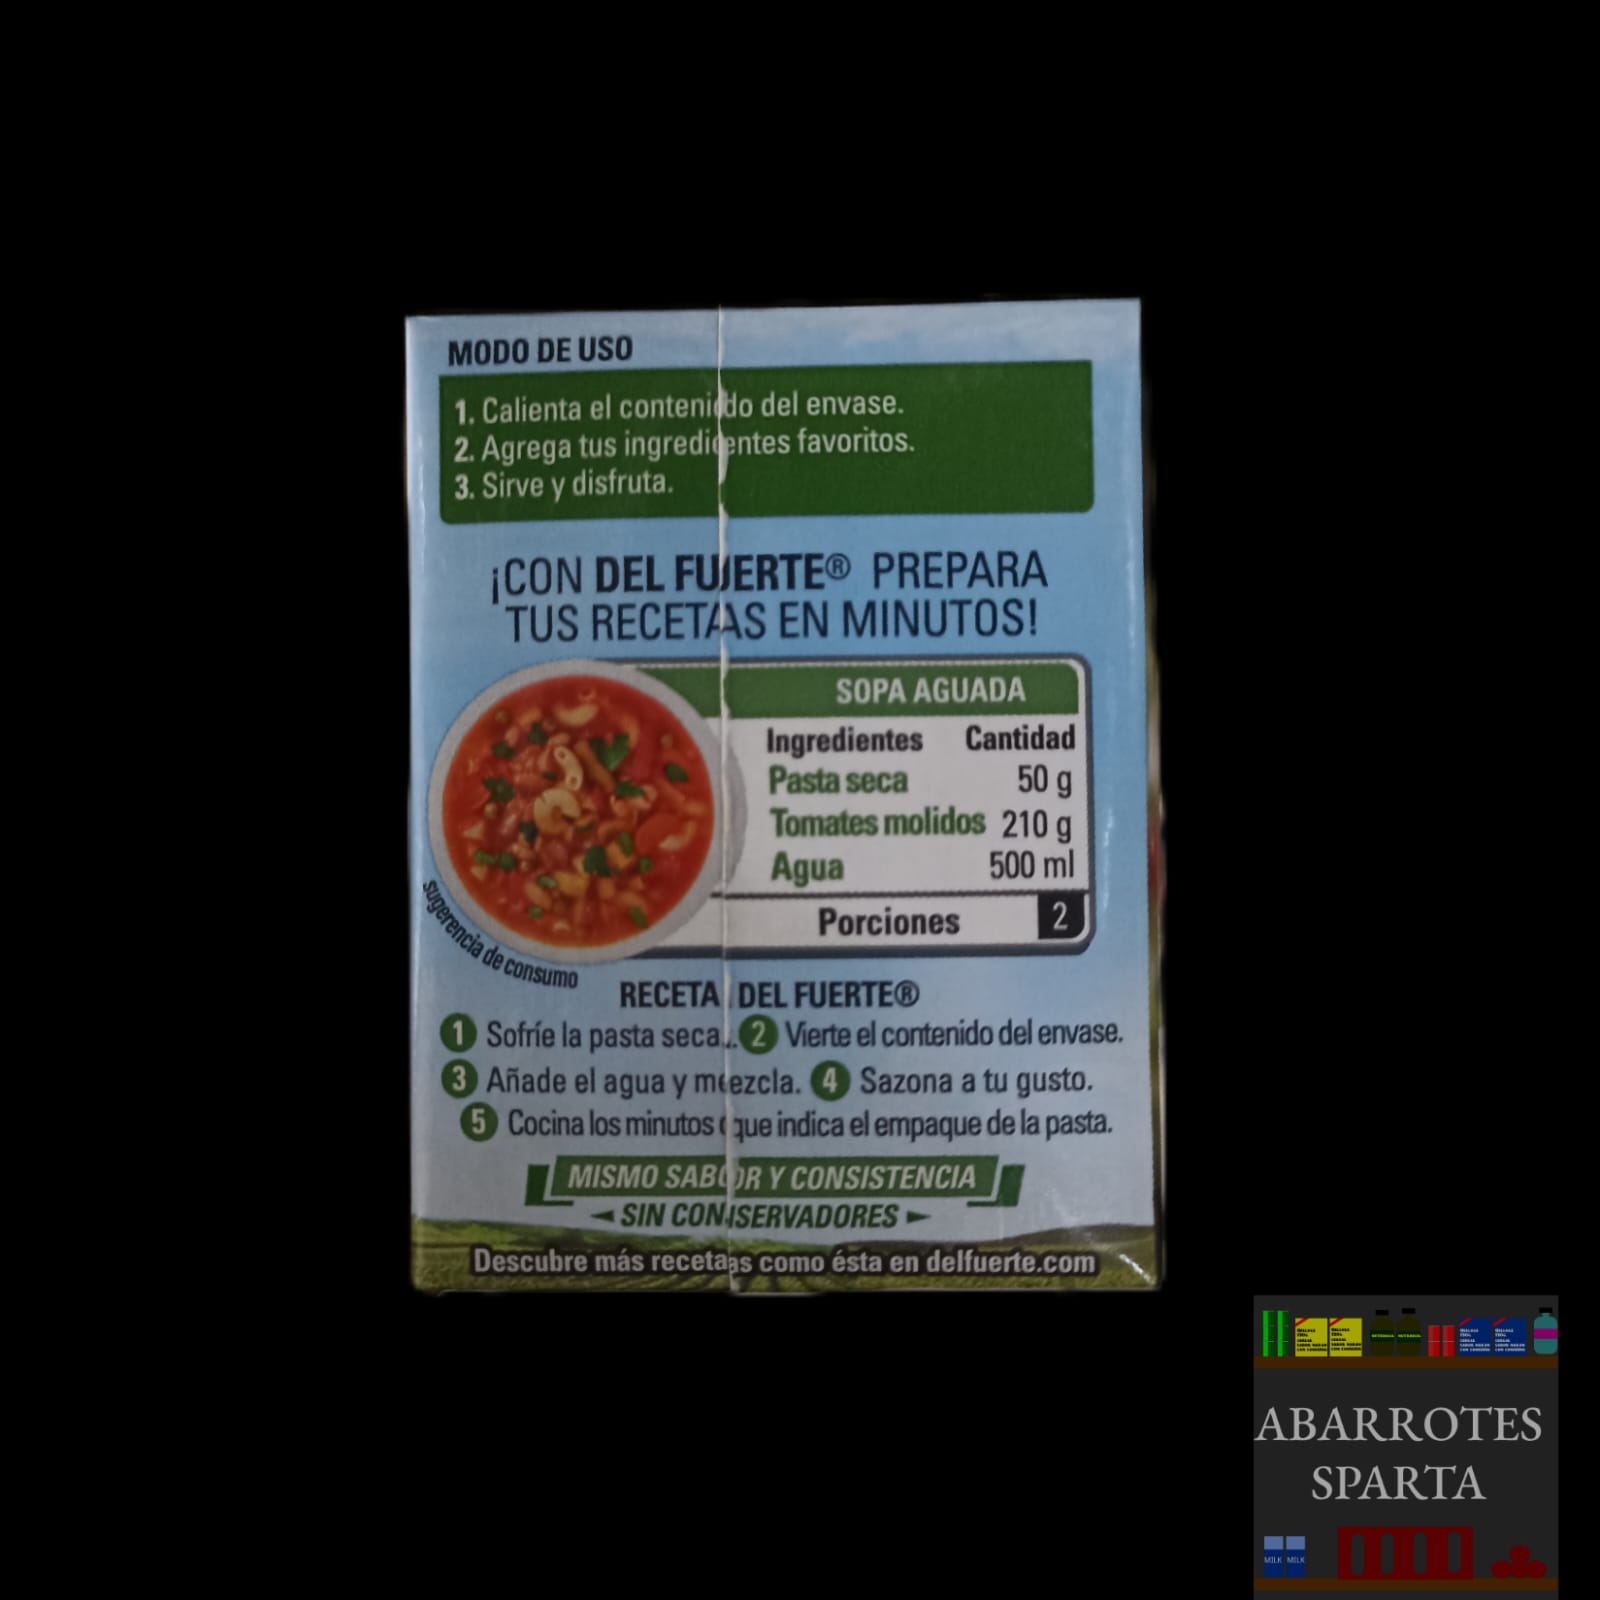 MODO DE USO
1. Calienta el contenido del envase.
2. Agrega tus ingredientes favoritos.
3. Sirve y disfruta.
¡CON DEL FUERTE® PREPARA
TUS RECETAS EN MINUTOS!
SOPA AGUADA
Ingredientes Cantidad
Pasta seca 50 g
Tomates molidos 210 g
Agua 500 ml
Porciones 2
sugerencia de consumo
RECETA DEL FUERTE®
1 Sofríe la pasta seca. 2 Vierte el contenido del envase.
3 Añade el agua y mezcla. 4 Sazona a tu gusto.
5 Cocina los minutos que indica el empaque de la pasta.
MISMO SABOR Y CONSISTENCIA
SIN CONSERVADORES
Descubre más recetas como ésta en delfuerte.com
ABARROTES
SPARTA
MILK MILK